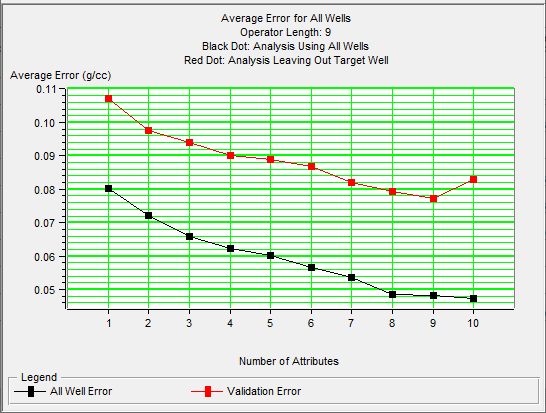 Average Error for All Wells
Operator Length: 9
Black Dot: Analysis Using All Wells
Red Dot: Analysis Leaving Out Target Well
Average Error (g/cc)
0.11
0.10
0.09
0.08
0.07
0.06
0.05
1 2 3 4 5 6 7 8 9 10
Number of Attributes
Legend
All Well Error Validation Error